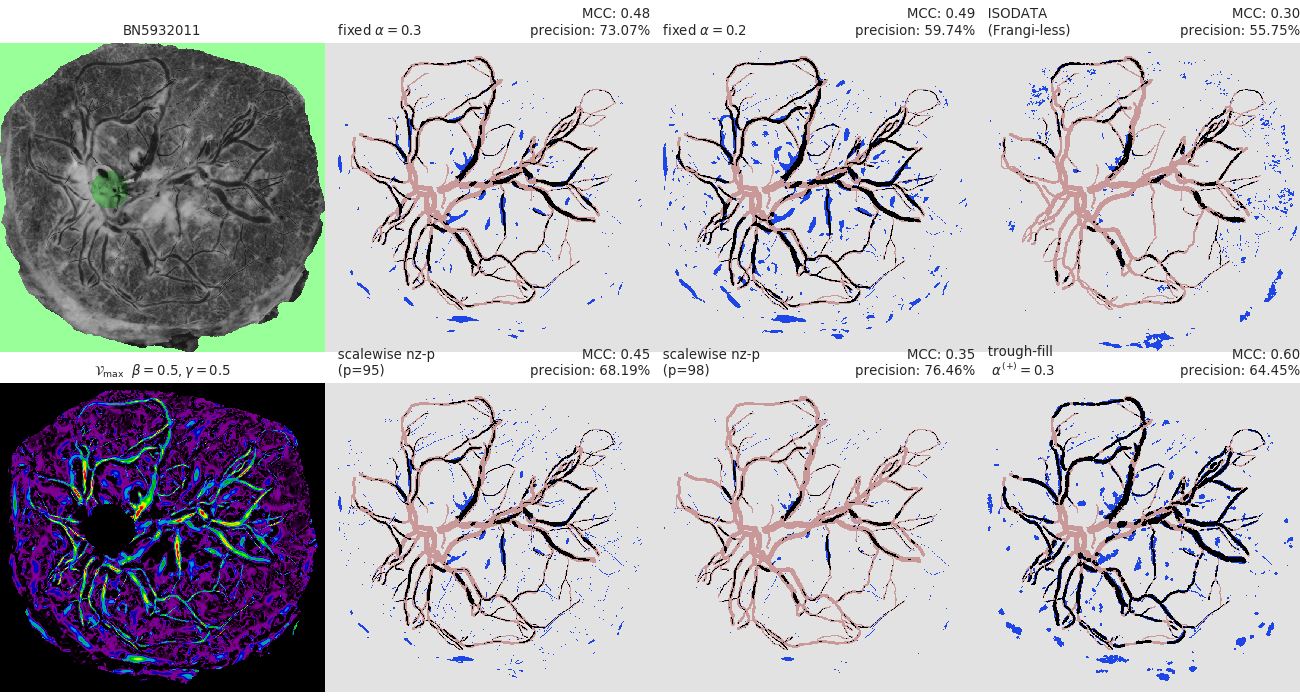 BN5932011
fixed α = 0.3
MCC: 0.48
precision: 73.07%
fixed α = 0.2
MCC: 0.49
precision: 59.74%
ISODATA
(Frangi-less)
MCC: 0.30
precision: 55.75%
𝒱max β = 0.5, γ = 0.5
scalewise nz-p
(p=95)
MCC: 0.45
precision: 68.19%
scalewise nz-p
(p=98)
MCC: 0.35
precision: 76.46%
trough-fill
α(+) = 0.3
MCC: 0.60
precision: 64.45%